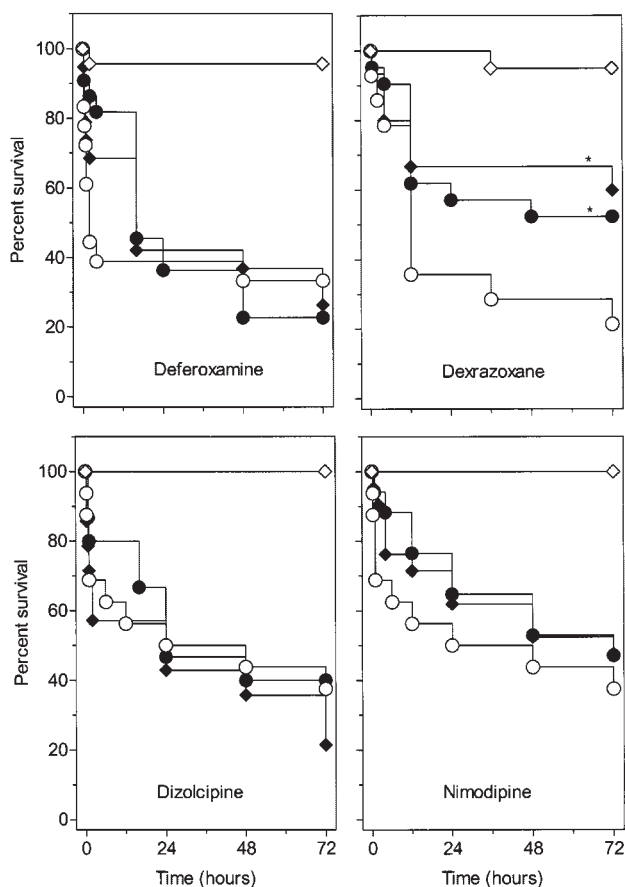 100
80
60
40
20
0
Percent survival
Deferoxamine
*
*
Dexrazoxane
100
80
60
40
20
0
Percent survival
Dizolcipine
Nimodipine
0 24 48 72
0 24 48 72
Time (hours)
Time (hours)